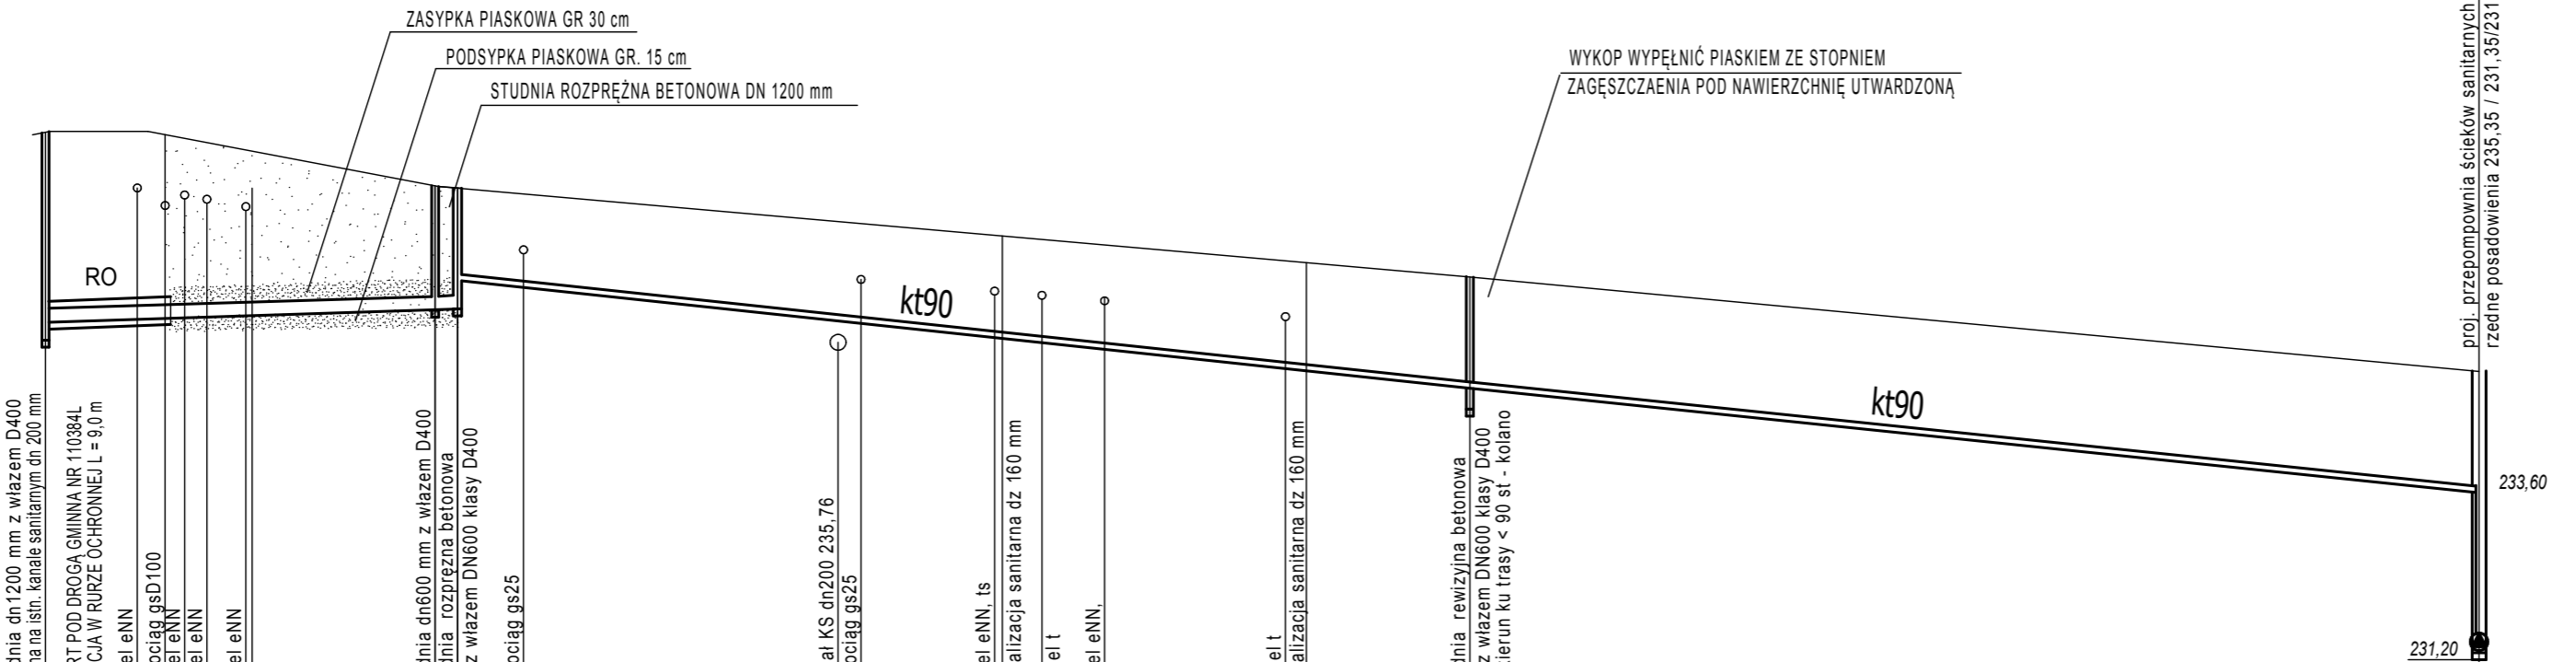 ZASYPKA PIASKOWA GR 30 cm
PODSYPKA PIASKOWA GR. 15 cm
STUDNIA ROZPRĘŻNA BETONOWA DN 1200 mm
WYKOP WYPEŁNIĆ PIASKIEM ZE STOPNIEM
ZAGĘSZCZAENIA POD NAWIERZCHNIĘ UTWARDZONĄ
proj. przepompownia ścieków sanitarnych
rzedne posadowienia 235,35 / 231,35/231
RO
kt90
kt90
233,60
231,20
dnia dn1200 mm z włazem D400
na na istn. kanale sanitarnym dn 200 mm
RT POD DROGĄ GMINNA NR 110384L
CJA W RURZE OCHRONNEJ L = 9,0 m
el eNN
ociąg gsD100
el eNN
el eNN
el eNN
dnia dn600 mm z włazem D400
dnia rozprężna betonowa
z włazem DN600 klasy D400
ociąg gs25
ał KS dn200 235,76
ociąg gs25
el eNN, ts
alizacja sanitarna dz 160 mm
el t
el eNN,
el t
alizacja sanitarna dz 160 mm
dnia rewizyjna betonowa
z włazem DN600 klasy D400
kierun ku trasy < 90 st - kolano